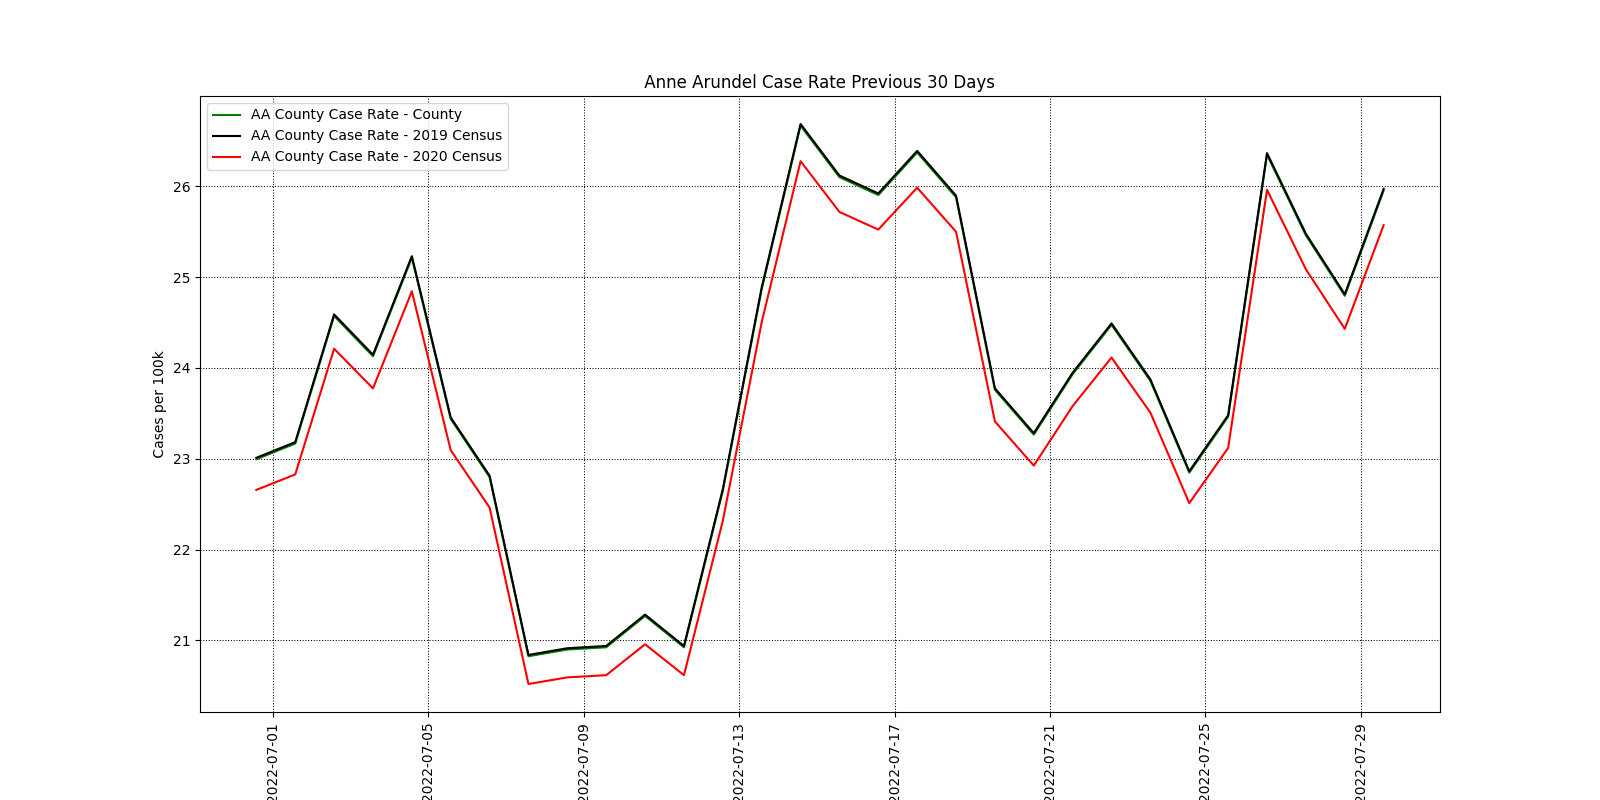 Anne Arundel Case Rate Previous 30 Days
AA County Case Rate - County
AA County Case Rate - 2019 Census
AA County Case Rate - 2020 Census
Cases per 100k
26
25
24
23
22
21
2022-07-01
2022-07-05
2022-07-09
2022-07-13
2022-07-17
2022-07-21
2022-07-25
2022-07-29